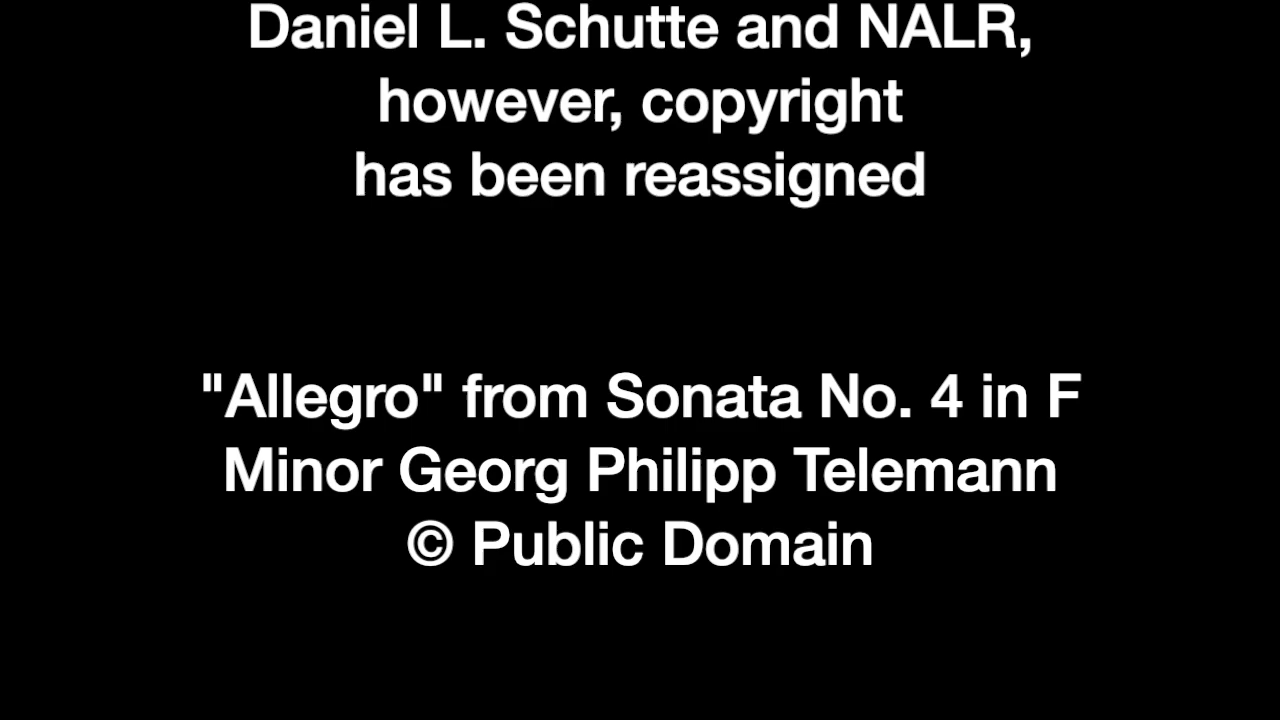 Daniel L. Schutte and NALR,
however, copyright
has been reassigned
"Allegro" from Sonata No. 4 in F
Minor Georg Philipp Telemann
© Public Domain